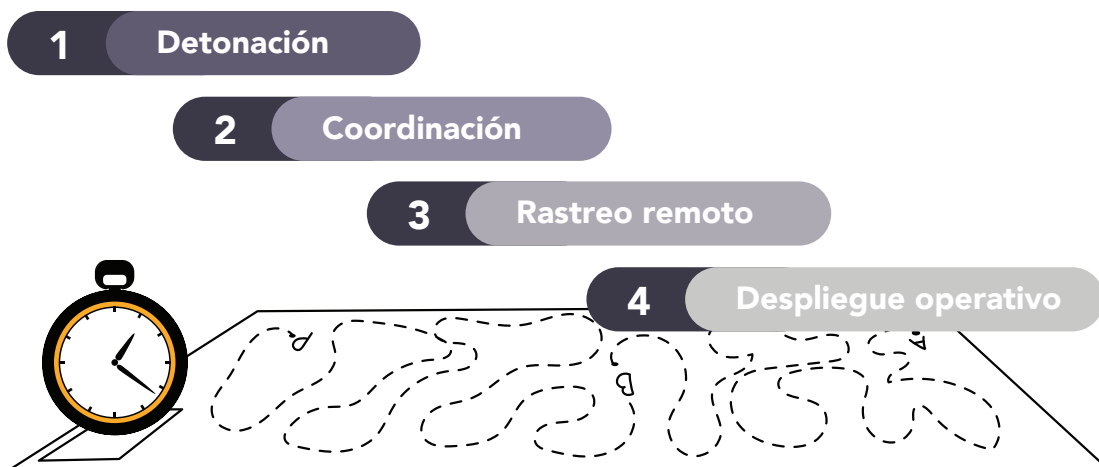 1 Detonación
2 Coordinación
3 Rastreo remoto
4 Despliegue operativo
B